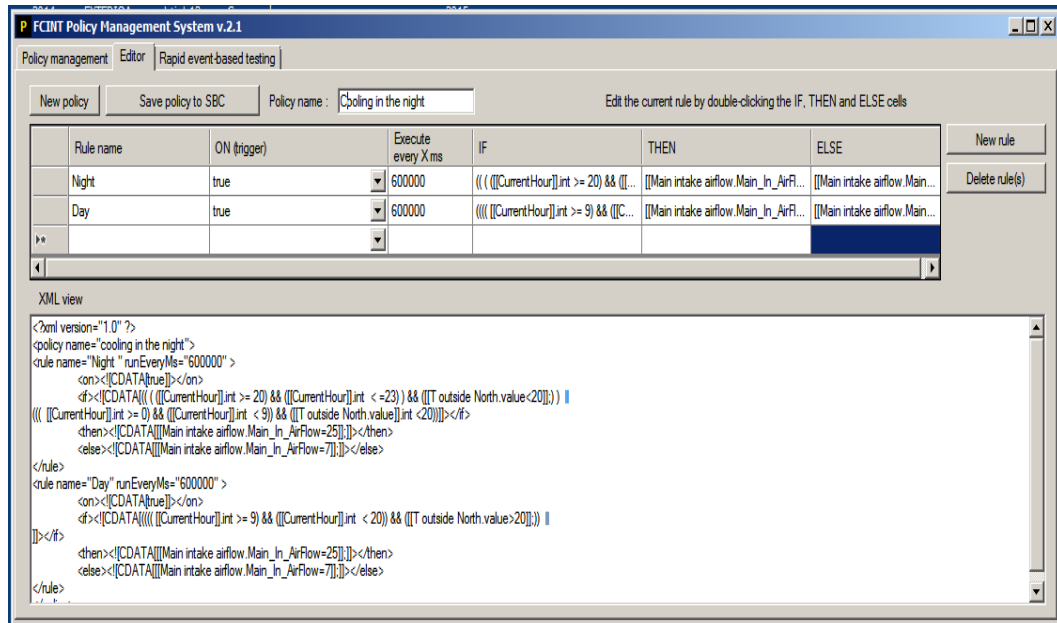 FCINT Policy Management System v.2.1
Policy management Editor Rapid event-based testing
New policy Save policy to SBC Policy name : Cooling in the night Edit the current rule by double-clicking the IF, THEN and ELSE cells
Rule name ON (trigger) Execute every X ms IF THEN ELSE New rule
Night true 600000 (( ( ([[CurrentHour]].int >= 20) && ([[... [[Main intake airflow.Main_In_AirFl... [[Main intake airflow.Main... Delete rule(s)
Day true 600000 (((( [[CurrentHour]].int >= 9) && ([[C... [[Main intake airflow.Main_In_AirFl... [[Main intake airflow.Main...
XML view
<?xml version="1.0" ?>
<policy name="cooling in the night">
<rule name="Night " runEveryMs="600000" >
<on><![CDATA[true]]></on>
<if><![CDATA[(( ( ([[CurrentHour]].int >= 20) && ([[CurrentHour]].int < =23) ) && ([[T outside North.value<20]];) ) ||
((( [[CurrentHour]].int >= 0) && ([[CurrentHour]].int < 9)) && ([[T outside North.value]].int <20))]]></if>
<then><![CDATA[[[Main intake airflow.Main_In_AirFlow=25]];]]></then>
<else><![CDATA[[[Main intake airflow.Main_In_AirFlow=7]];]]></else>
</rule>
<rule name="Day" runEveryMs="600000" >
<on><![CDATA[true]]></on>
<if><![CDATA[(((( [[CurrentHour]].int >= 9) && ([[CurrentHour]].int < 20)) && ([[T outside North.value>20]];)) ||
]]></if>
<then><![CDATA[[[Main intake airflow.Main_In_AirFlow=25]];]]></then>
<else><![CDATA[[[Main intake airflow.Main_In_AirFlow=7]];]]></else>
</rule>